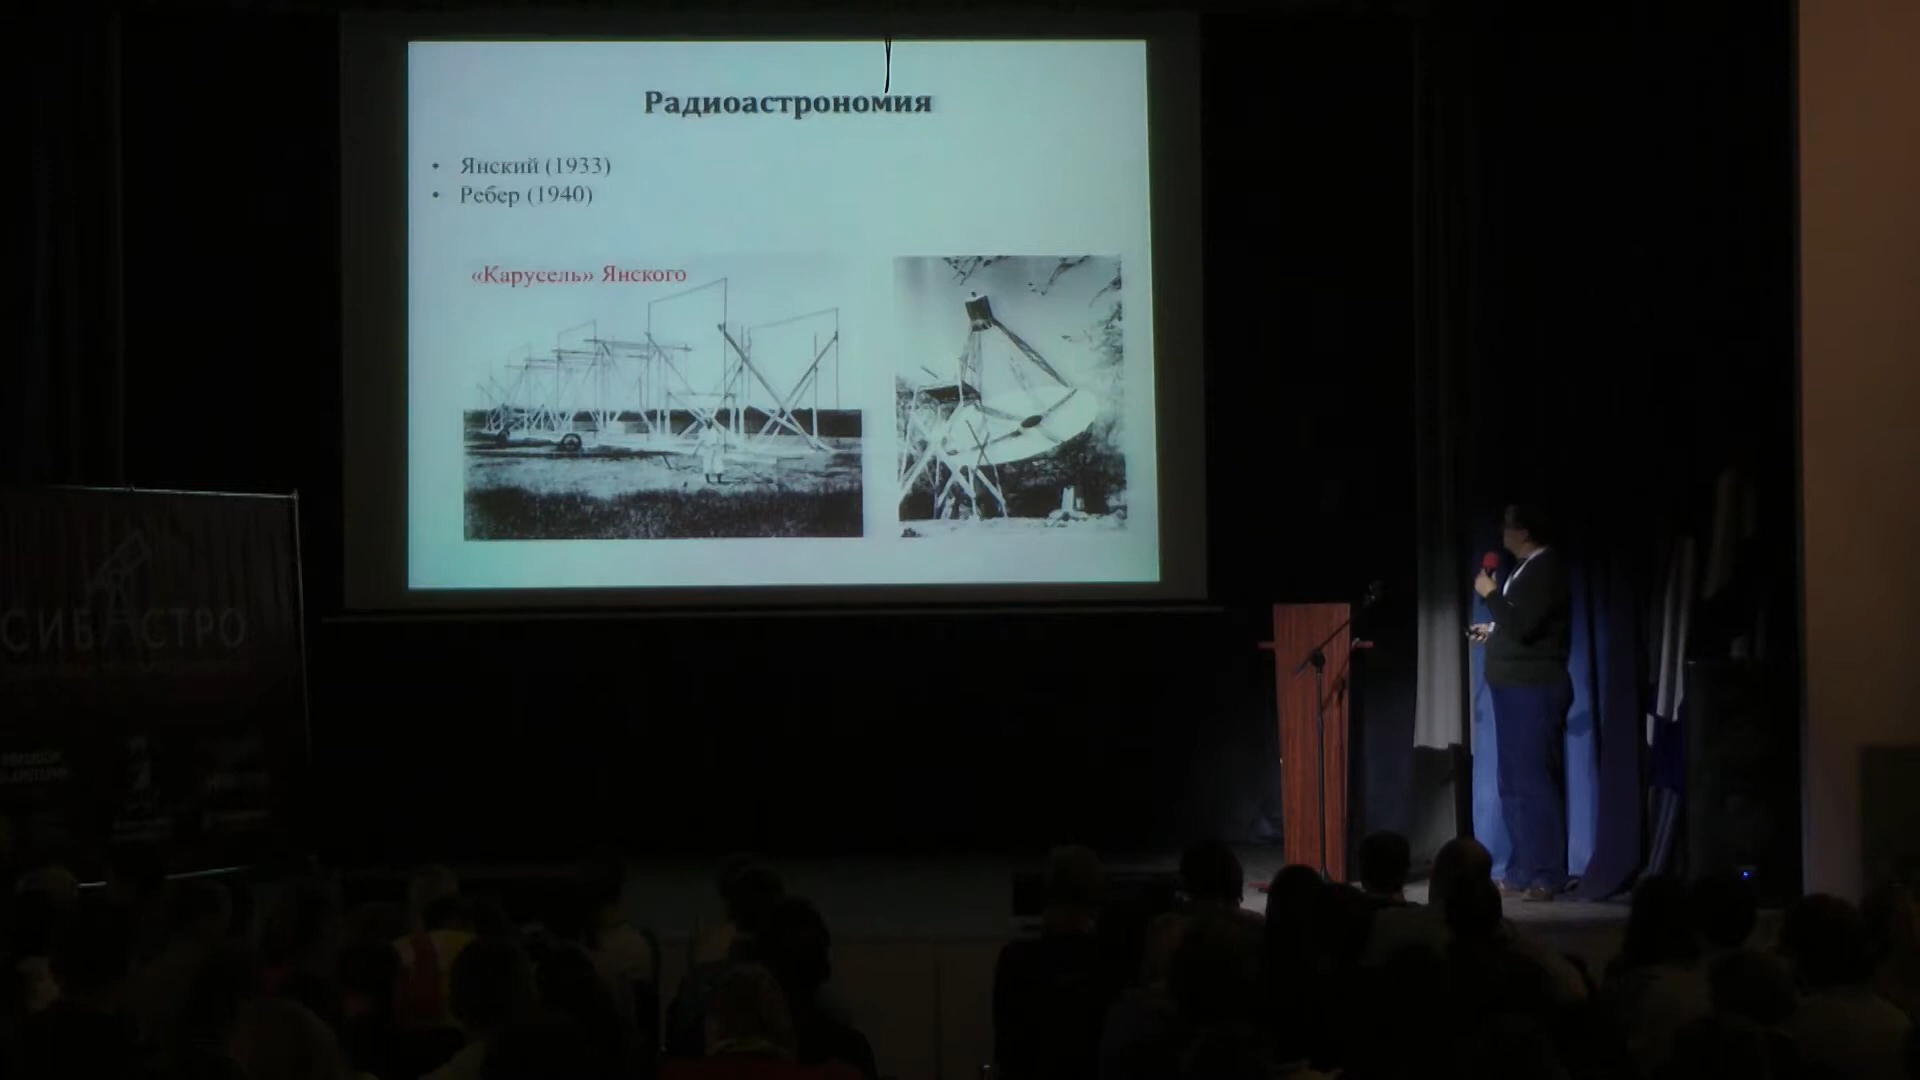 Радиоастрономия
• Янский (1933)
• Ребер (1940)
«Карусель» Янского
СИБАСТРО